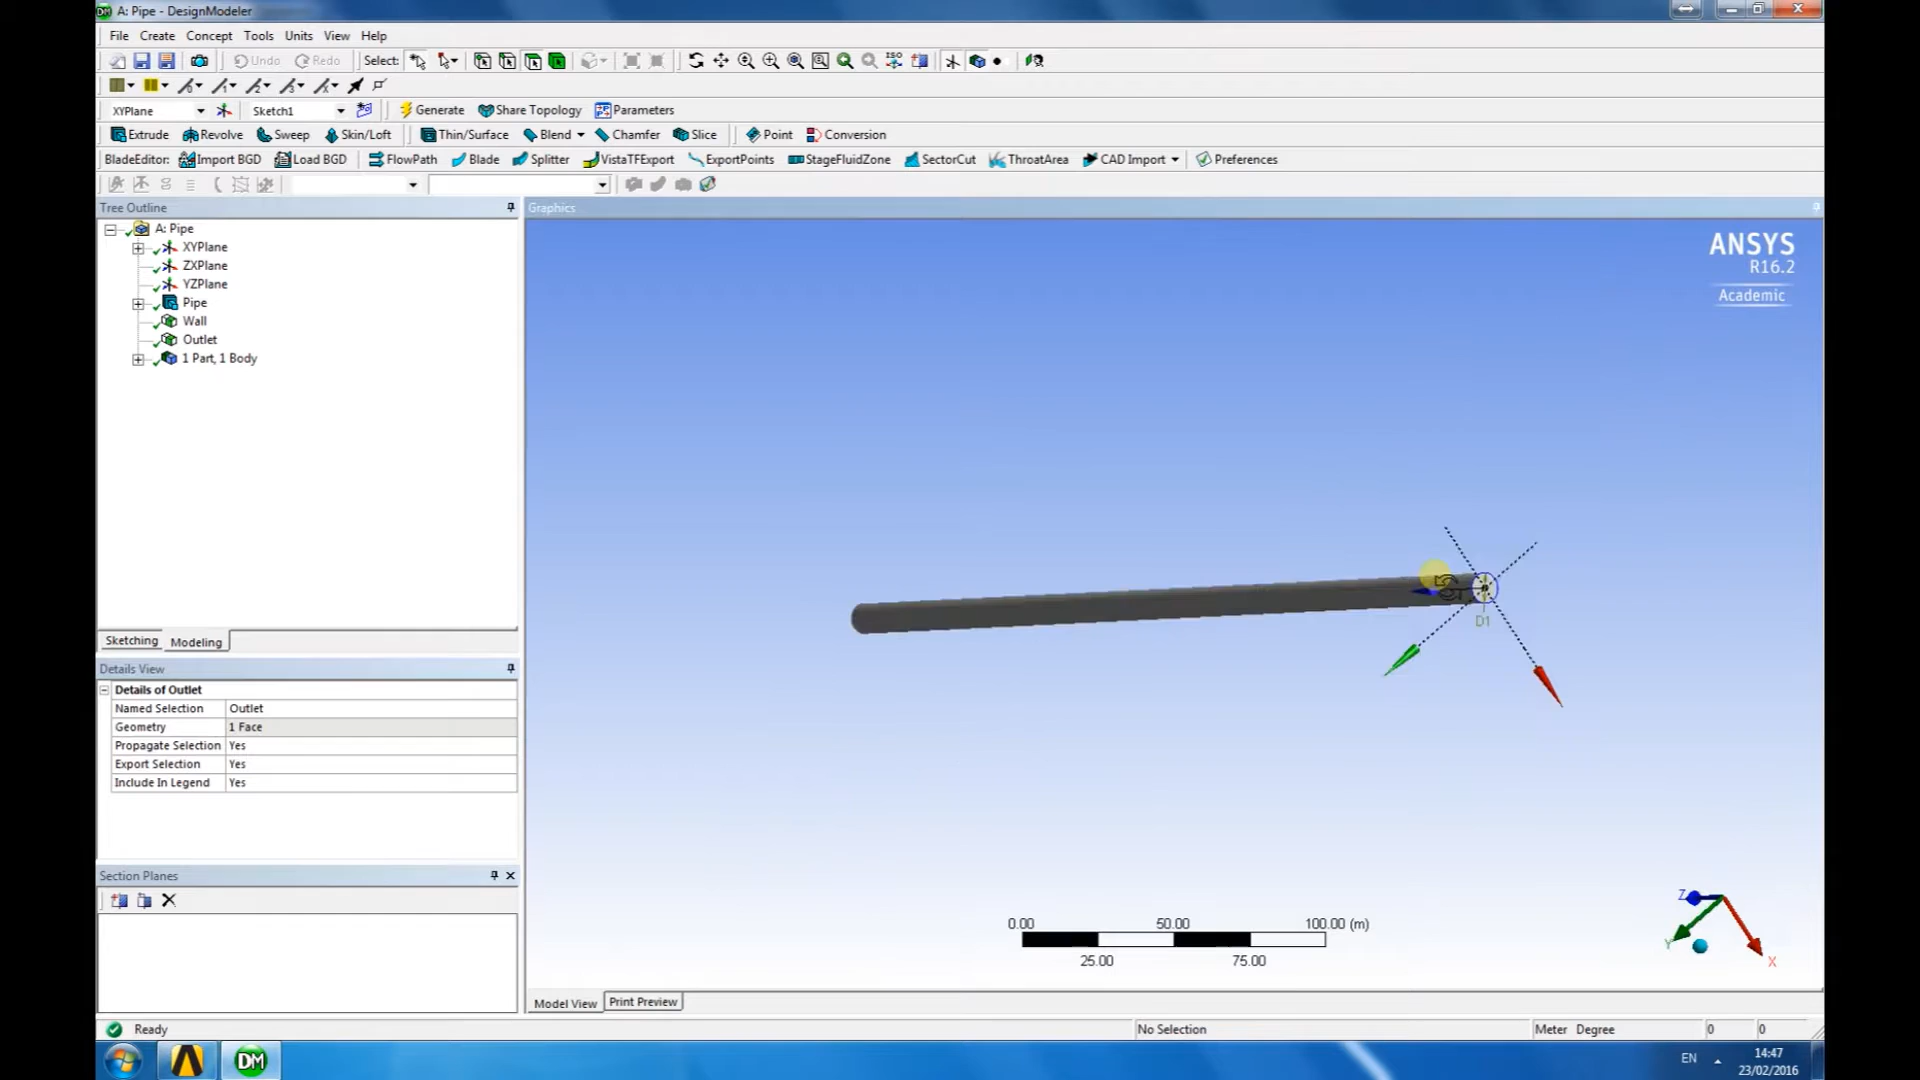 A: Pipe - DesignModeler
File Create Concept Tools Units View Help
Undo Redo Select:
XYPlane Sketch1 Generate Share Topology Parameters
Extrude Revolve Sweep Skin/Loft Thin/Surface Blend Chamfer Slice Point Conversion
BladeEditor: Import BGD Load BGD FlowPath Blade Splitter VistaTFExport ExportPoints StageFluidZone SectorCut ThroatArea CAD Import Preferences
Tree Outline
A: Pipe
XYPlane
ZXPlane
YZPlane
Pipe
Wall
Outlet
1 Part, 1 Body
Sketching Modeling
Details View
Details of Outlet
Named Selection Outlet
Geometry 1 Face
Propagate Selection Yes
Export Selection Yes
Include In Legend Yes
Section Planes
Graphics
ANSYS
R16.2
Academic
D1
0.00 50.00 100.00 (m)
25.00 75.00
Z
Y
X
Model View Print Preview
Ready No Selection Meter Degree 0 0
DM
EN
14:47
23/02/2016